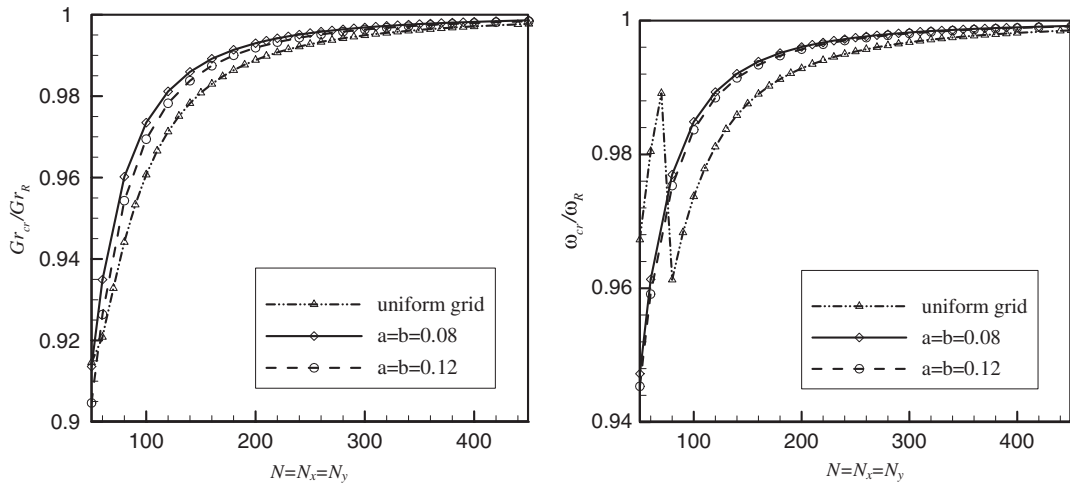 1
0.98
0.96
0.94
0.92
0.9
Gr_cr/Gr_R
uniform grid
a=b=0.08
a=b=0.12
100
200
300
400
N=N_x=N_y
1
0.98
0.96
0.94
ω_cr/ω_R
uniform grid
a=b=0.08
a=b=0.12
100
200
300
400
N=N_x=N_y